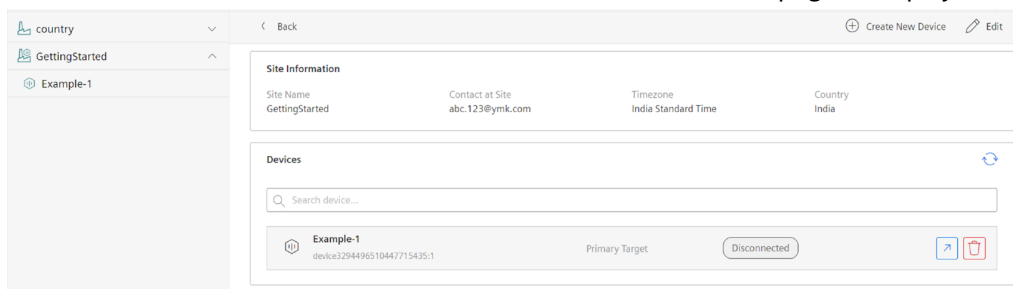 country
GettingStarted
Example-1
Back
Create New Device
Edit
Site Information
Site Name
Contact at Site
Timezone
Country
GettingStarted
abc.123@ymk.com
India Standard Time
India
Devices
Search device...
Example-1
device3294496510447715435:1
Primary Target
Disconnected